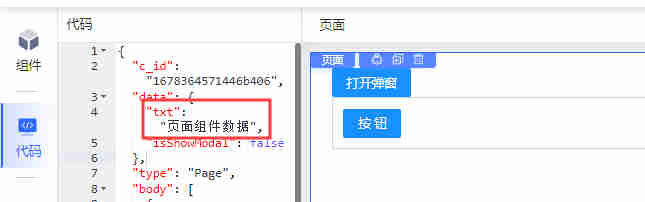 代码
页面
组件
代码
1 {
2 "c_id":
"1678364571446b406",
3 "data": {
4 "txt":
"页面组件数据",
5 "isShowModal": false
6 },
7 "type": "Page",
8 "body": [
页面
打开弹窗
按钮